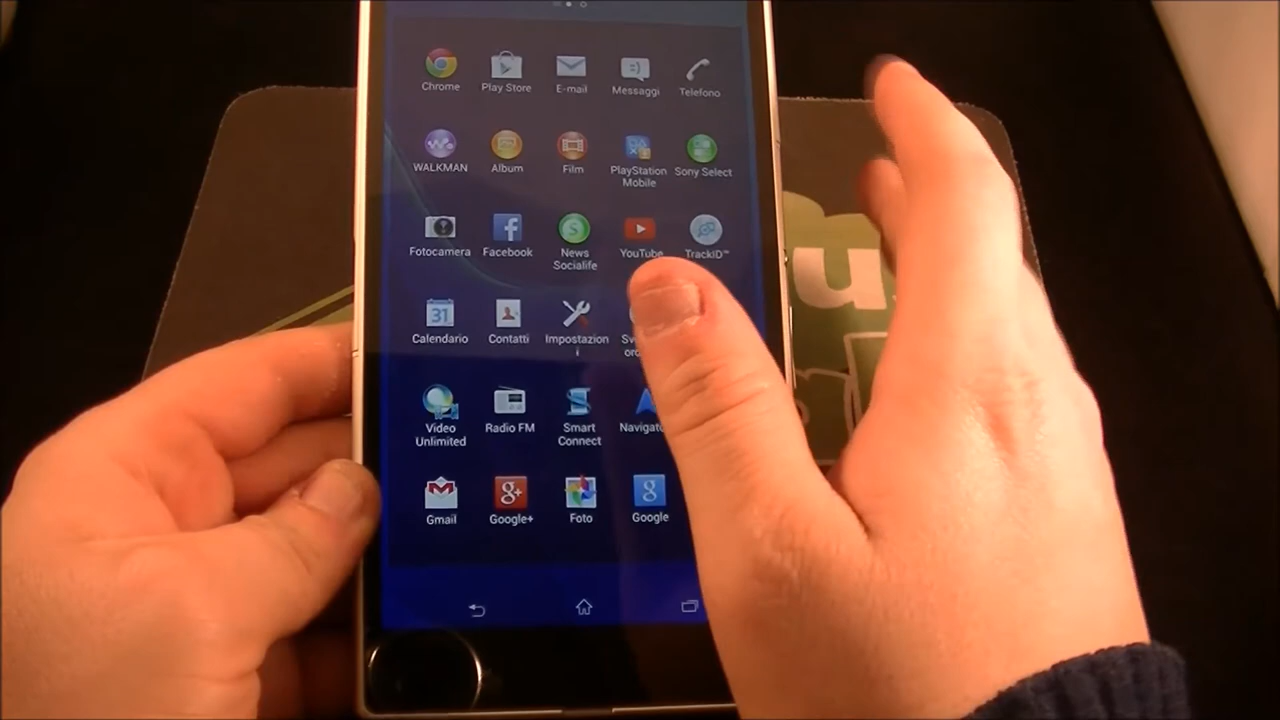 Chrome
Play Store
E-mail
Messaggi
Telefono
WALKMAN
Album
Film
PlayStation
Mobile
Sony Select
Fotocamera
Facebook
News
Socialife
YouTube
TrackID™
31
Calendario
Contatti
Impostazion
i
Video
Unlimited
Radio FM
Smart
Connect
Gmail
Google+
Foto
Google